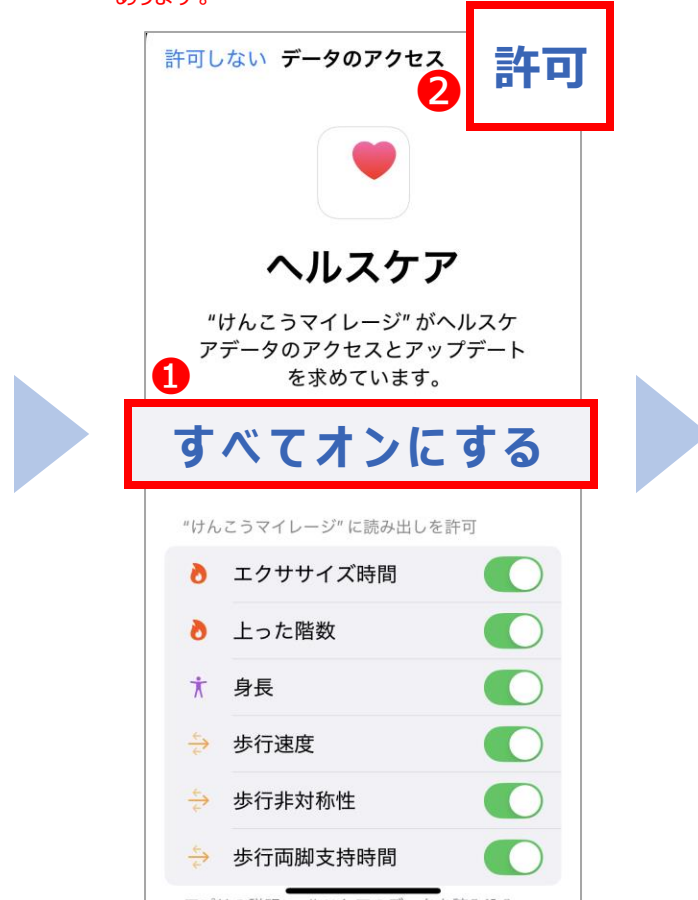 あります。
許可しない データのアクセス
❷
許可
ヘルスケア
“けんこうマイレージ” がヘルスケ
アデータのアクセスとアップデート
を求めています。
❶
すべてオンにする
“けんこうマイレージ” に読み出しを許可
エクササイズ時間
上った階数
身長
歩行速度
歩行非対称性
歩行両脚支持時間